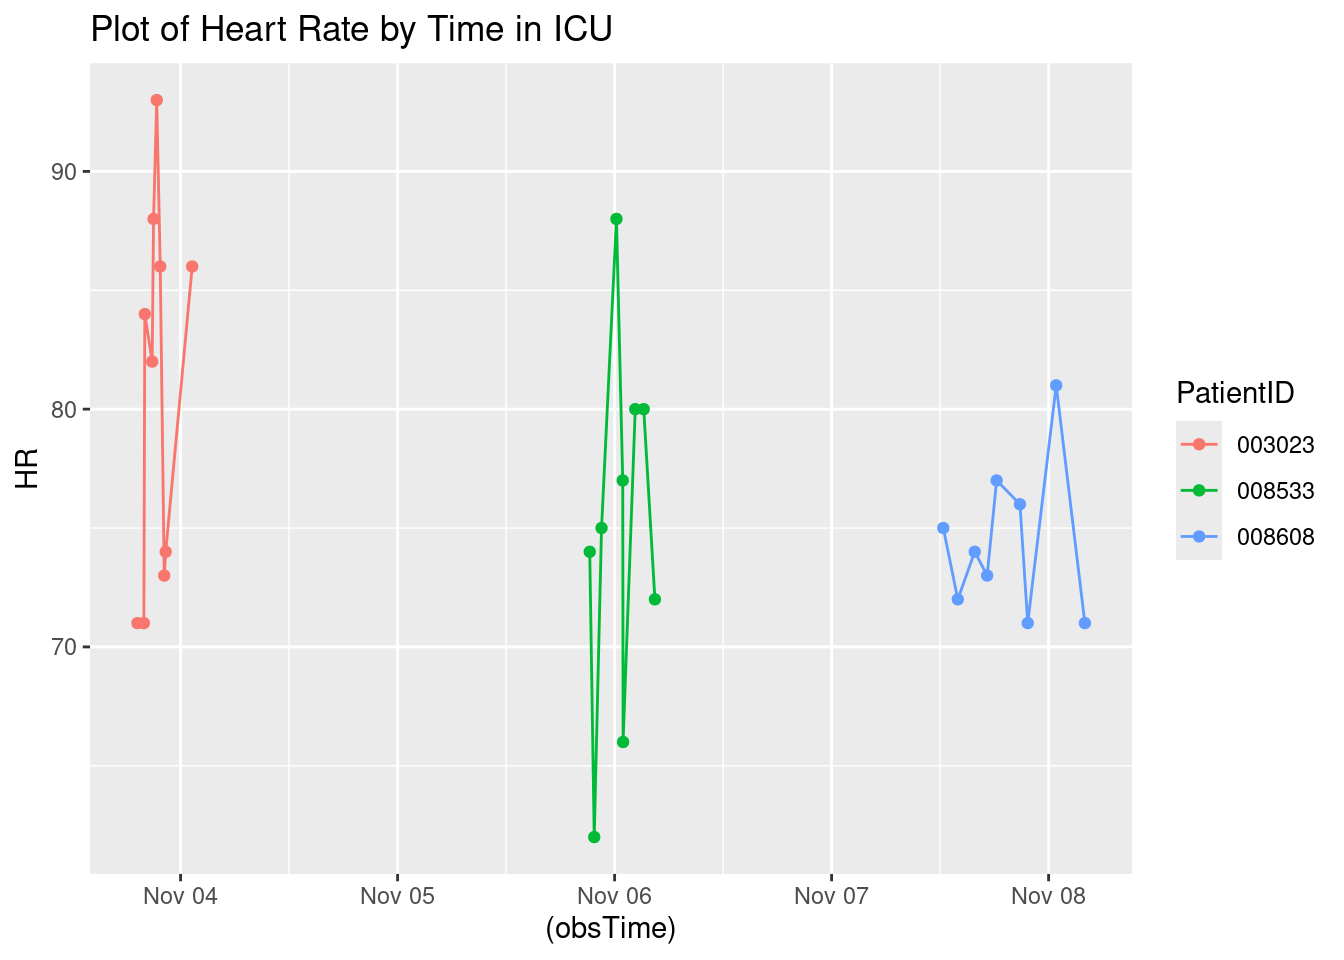 Plot of Heart Rate by Time in ICU
90
80
70
HR
Nov 04
Nov 05
Nov 06
Nov 07
Nov 08
(obsTime)
PatientID
003023
008533
008608